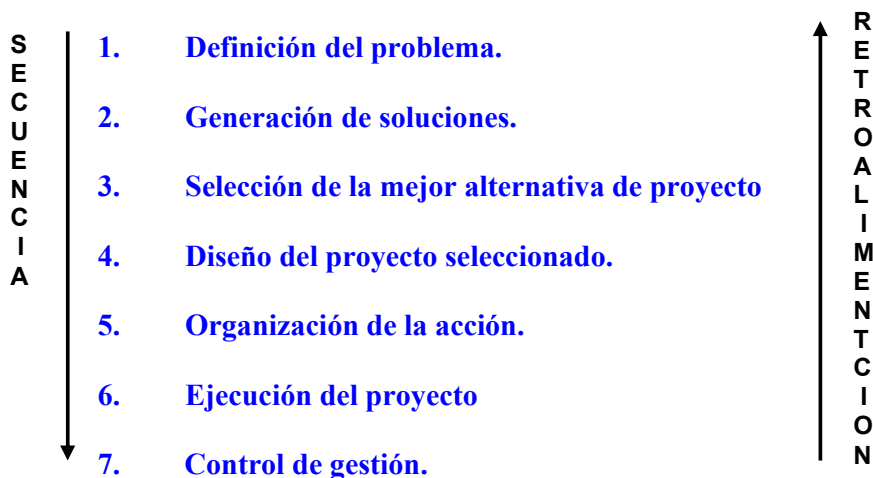 SECUENCIA
1. Definición del problema.
2. Generación de soluciones.
3. Selección de la mejor alternativa de proyecto
4. Diseño del proyecto seleccionado.
5. Organización de la acción.
6. Ejecución del proyecto
7. Control de gestión.
RETROALIMENTCION